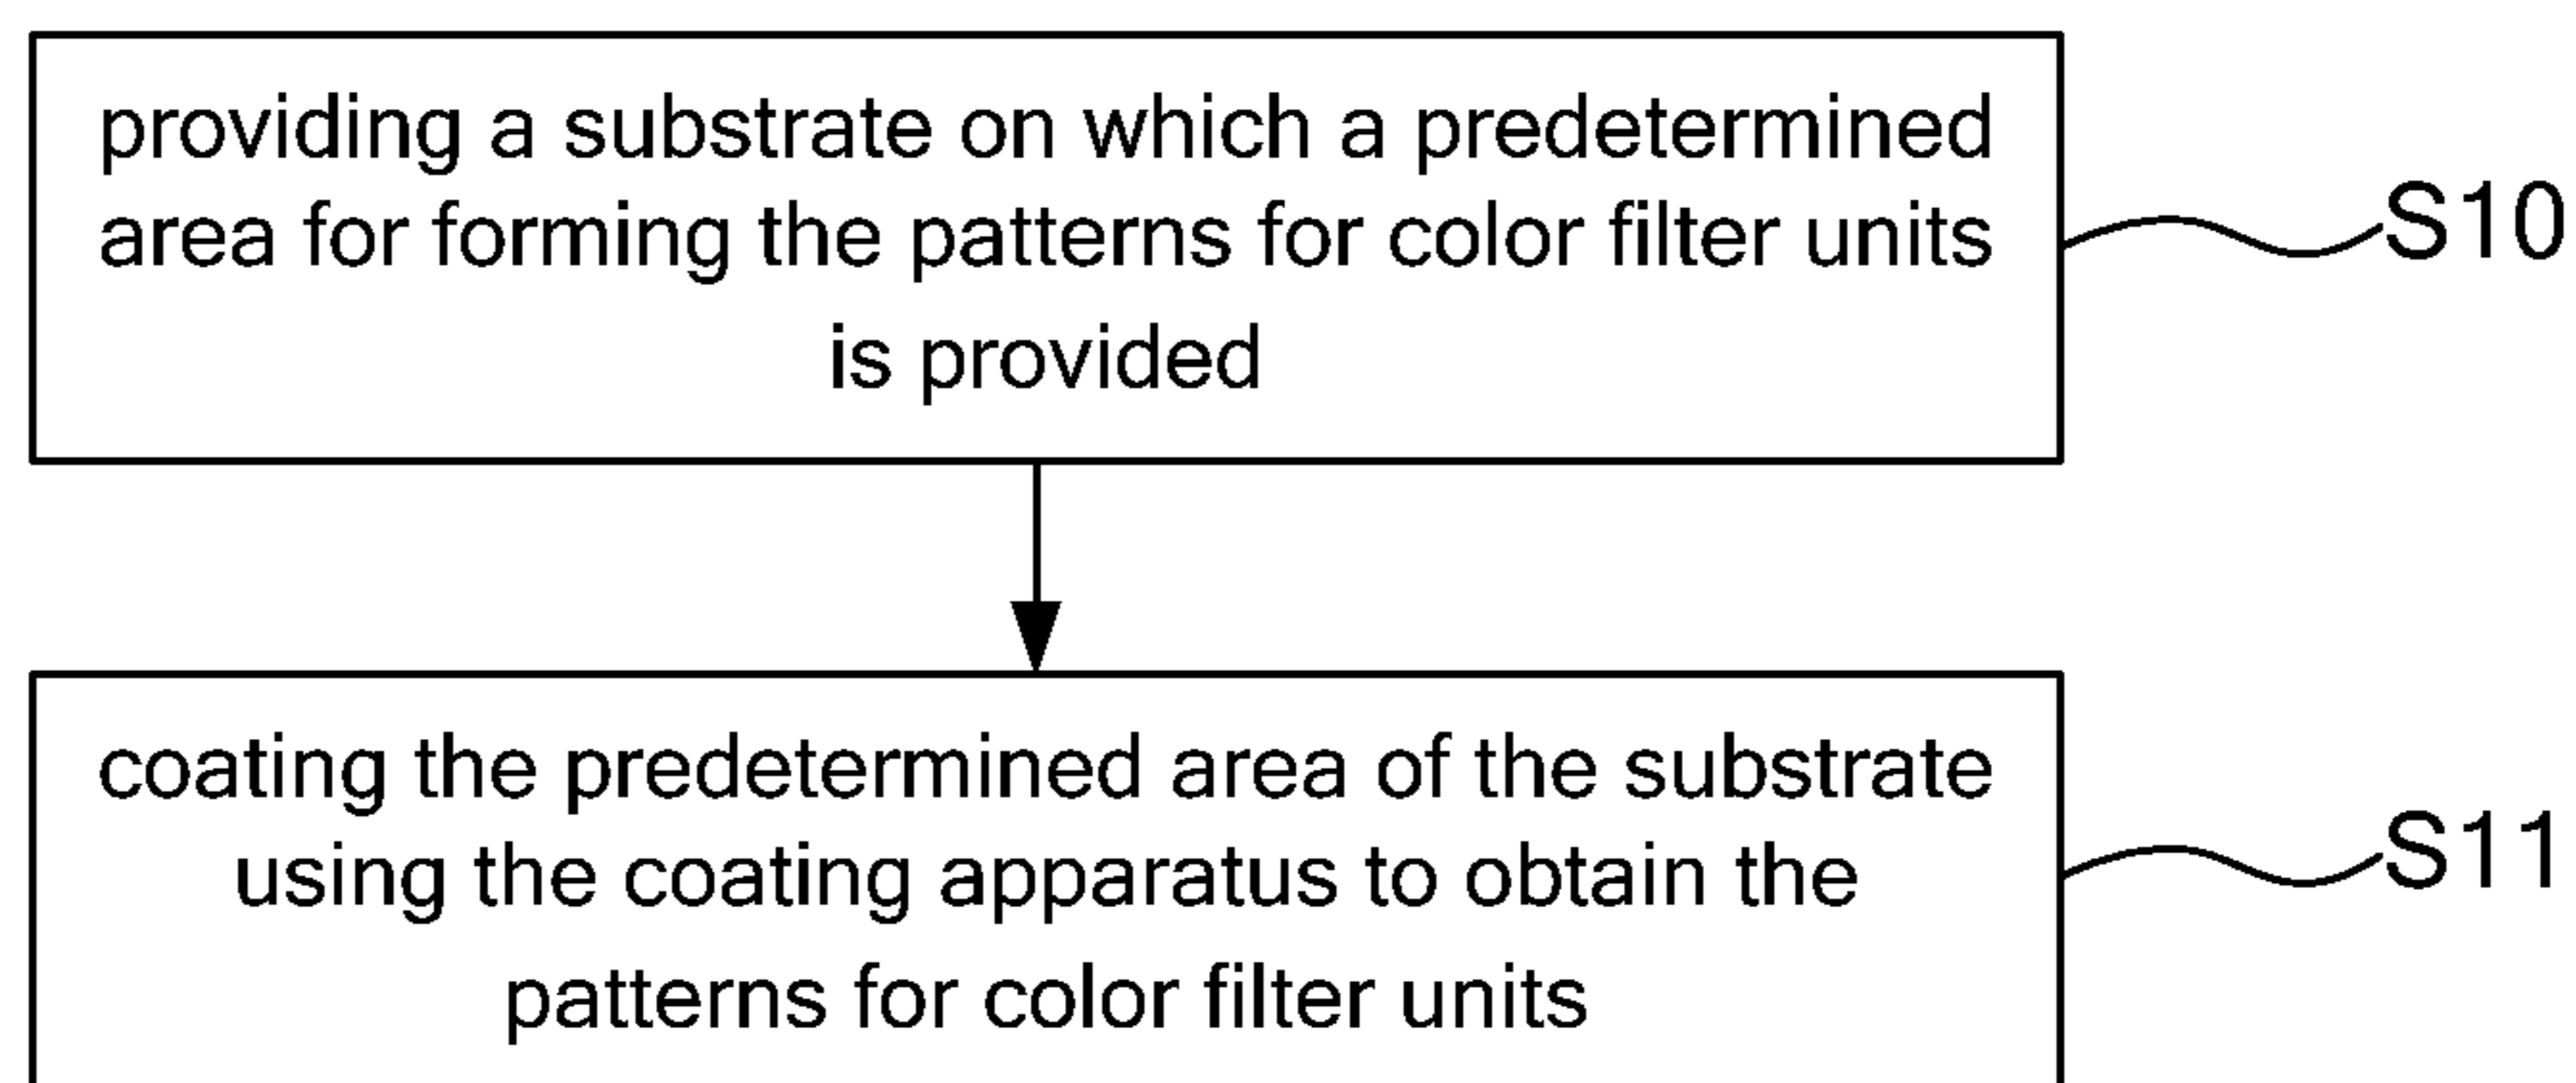 providing a substrate on which a predetermined
area for forming the patterns for color filter units
is provided
S10
coating the predetermined area of the substrate
using the coating apparatus to obtain the
patterns for color filter units
S11